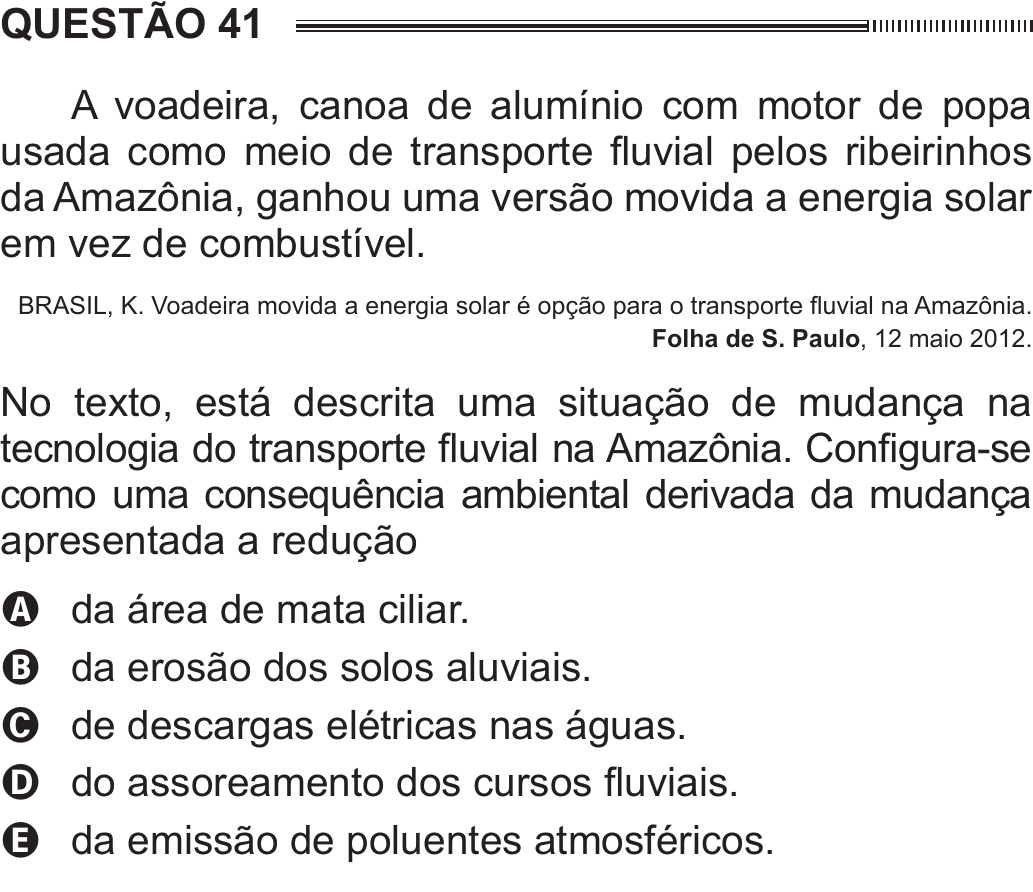 QUESTÃO 41
A voadeira, canoa de alumínio com motor de popa
usada como meio de transporte fluvial pelos ribeirinhos
da Amazônia, ganhou uma versão movida a energia solar
em vez de combustível.
BRASIL, K. Voadeira movida a energia solar é opção para o transporte fluvial na Amazônia.
Folha de S. Paulo, 12 maio 2012.
No texto, está descrita uma situação de mudança na
tecnologia do transporte fluvial na Amazônia. Configura-se
como uma consequência ambiental derivada da mudança
apresentada a redução
A da área de mata ciliar.
B da erosão dos solos aluviais.
C de descargas elétricas nas águas.
D do assoreamento dos cursos fluviais.
E da emissão de poluentes atmosféricos.